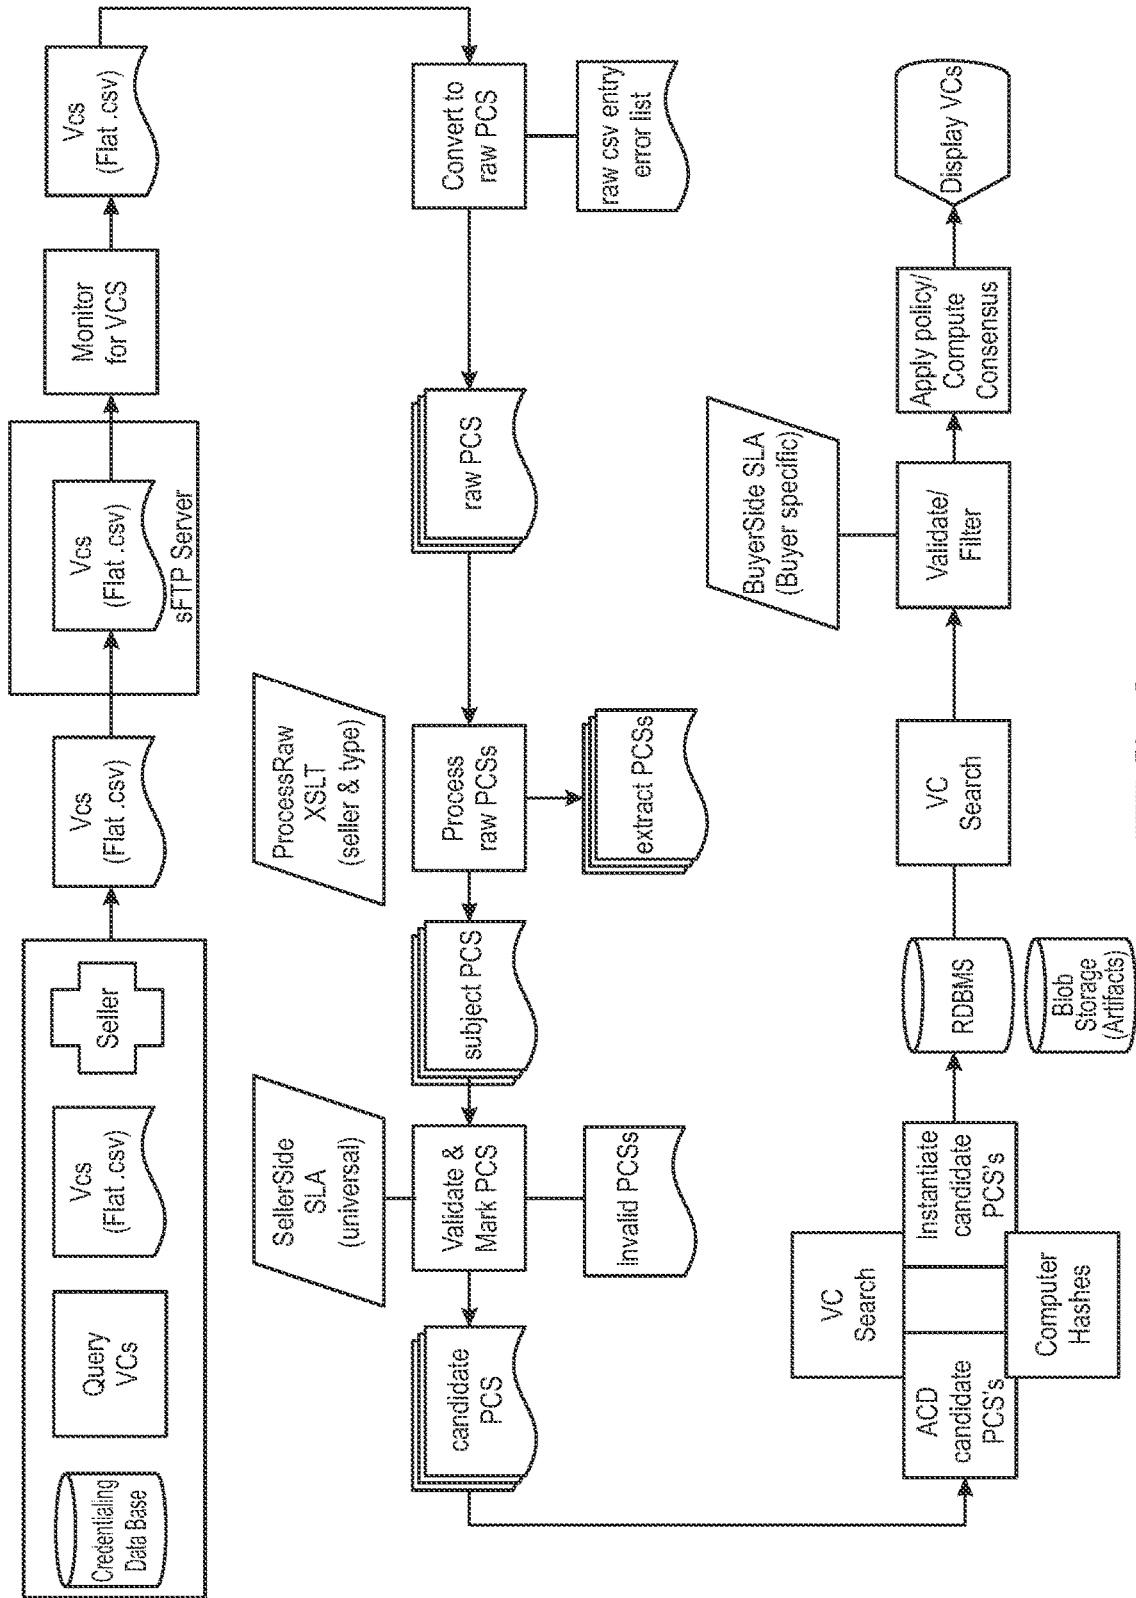 Credentialing
Data Base
Query
VCs
Vcs
(Flat .csv)
Seller
Vcs
(Flat .csv)
Vcs
(Flat .csv)
sFTP Server
Monitor
for VCS
Vcs
(Flat .csv)
Convert to
raw PCS
raw csv entry
error list
raw PCS
ProcessRaw
XSLT
(seller & type)
Process
raw PCSs
extract PCSs
subject PCS
SellerSide
SLA
(universal)
Validate &
Mark PCS
Invalid PCSs
candidate
PCS
ACD
candidate
PCS's
VC
Search
Computer
Hashes
Instantiate
candidate
PCS's
RDBMS
Blob
Storage
(Artifacts)
VC
Search
BuyerSide SLA
(Buyer specific)
Validate/
Filter
Apply policy/
Compute
Consensus
Display VCs